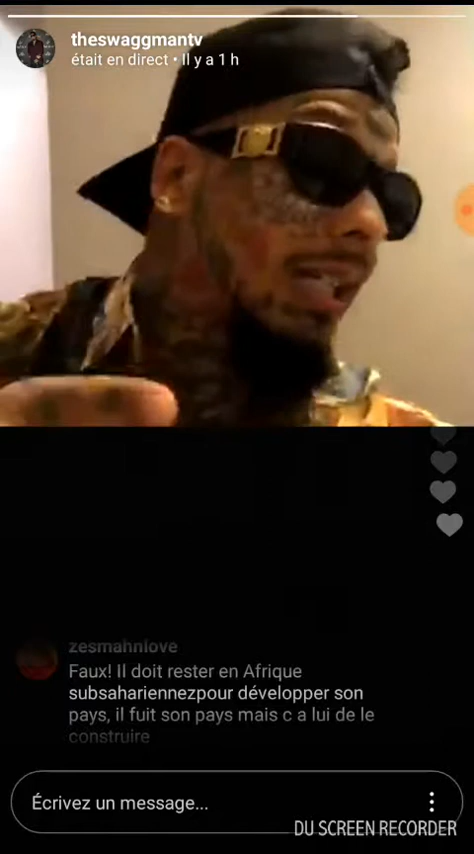 theswaggmantv
était en direct • Il y a 1 h
zesmahnlove
Faux! Il doit rester en Afrique
subsahariennezpour développer son
pays, il fuit son pays mais c a lui de le
construire
Écrivez un message...
DU SCREEN RECORDER